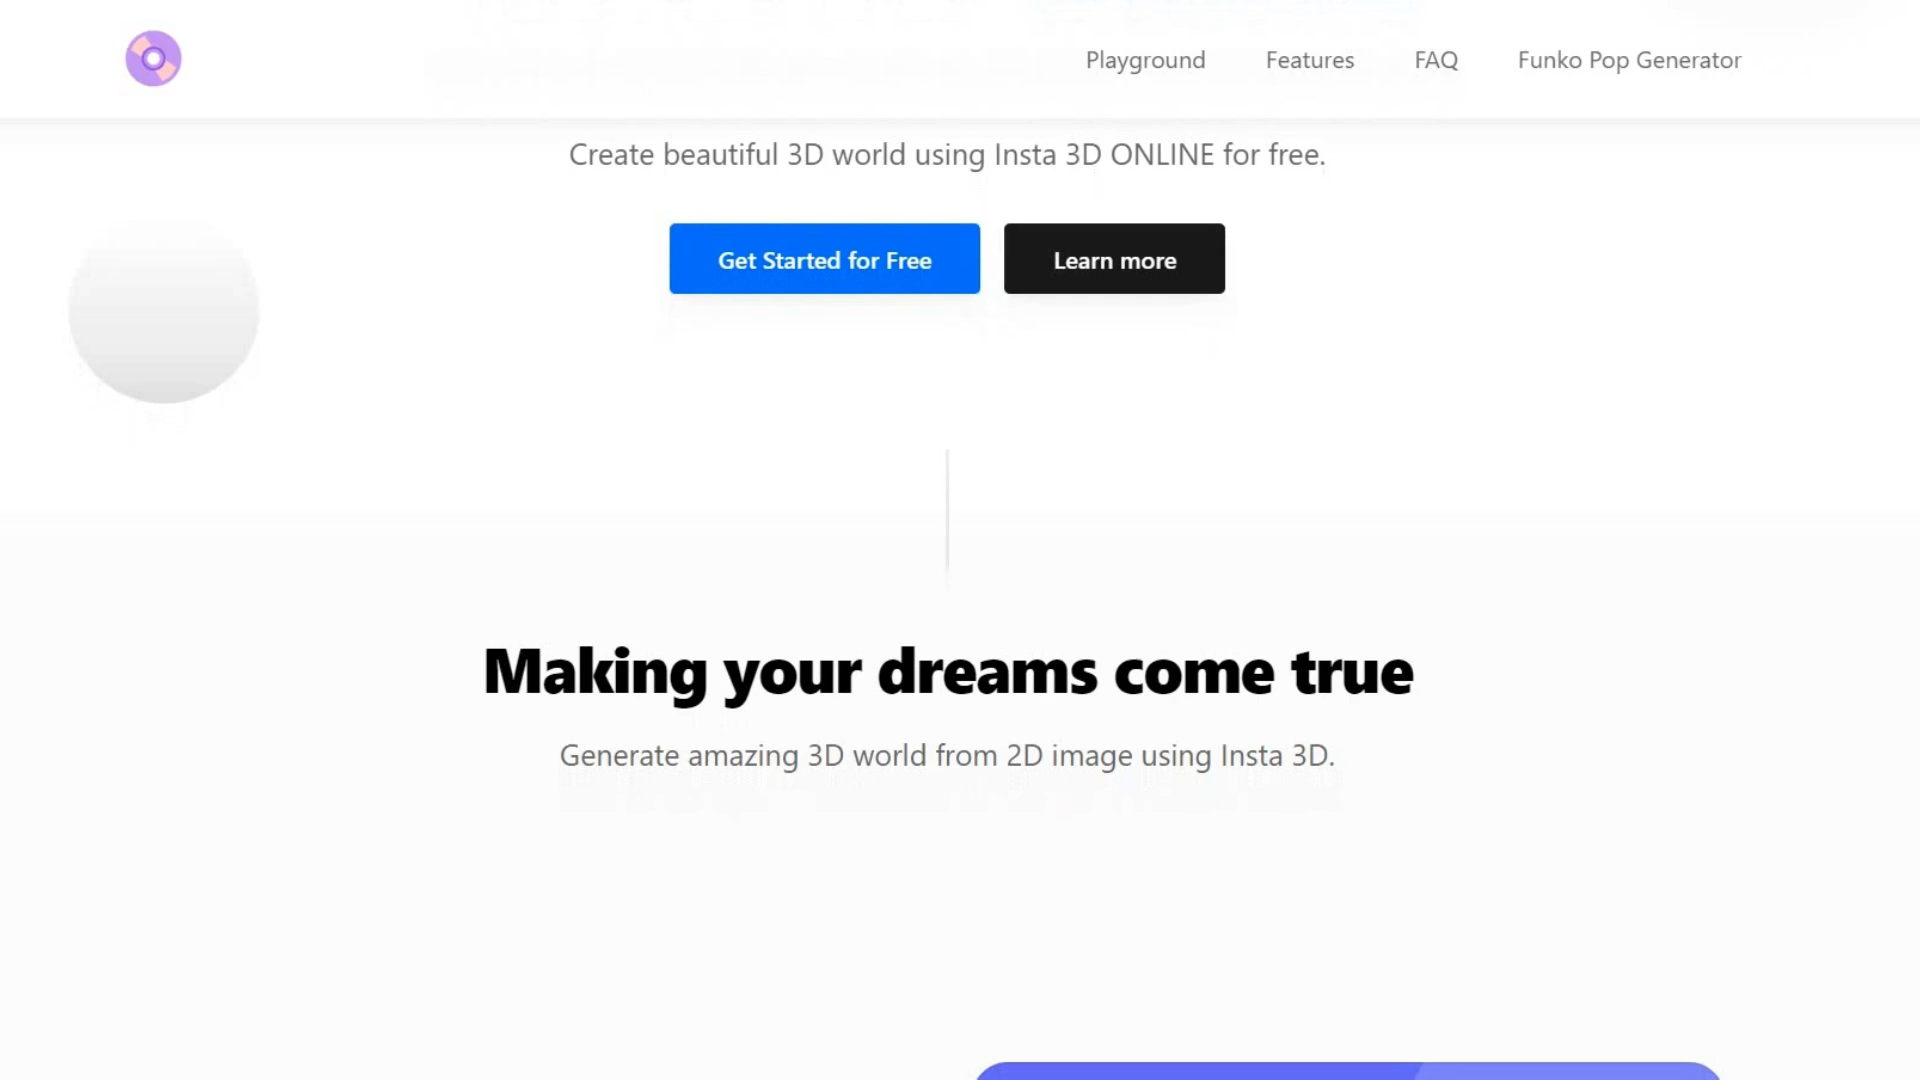 Playground Features FAQ Funko Pop Generator
Create beautiful 3D world using Insta 3D ONLINE for free.
Get Started for Free Learn more
Making your dreams come true
Generate amazing 3D world from 2D image using Insta 3D.